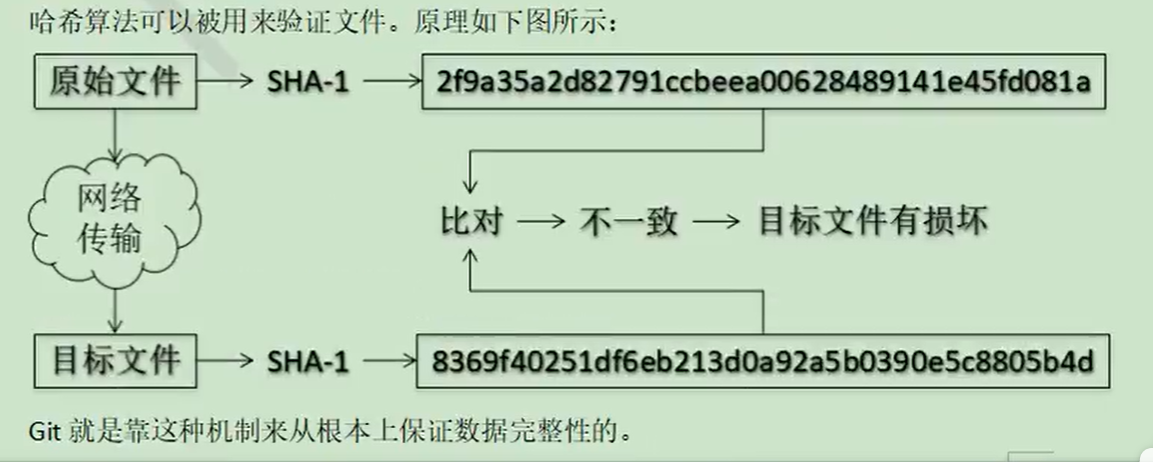 哈希算法可以被用来验证文件。原理如下图所示：
原始文件 SHA-1 2f9a35a2d82791ccbeea00628489141e45fd081a
网络
传输
比对 不一致 目标文件有损坏
目标文件 SHA-1 8369f40251df6eb213d0a92a5b0390e5c8805b4d
Git 就是靠这种机制来从根本上保证数据完整性的。